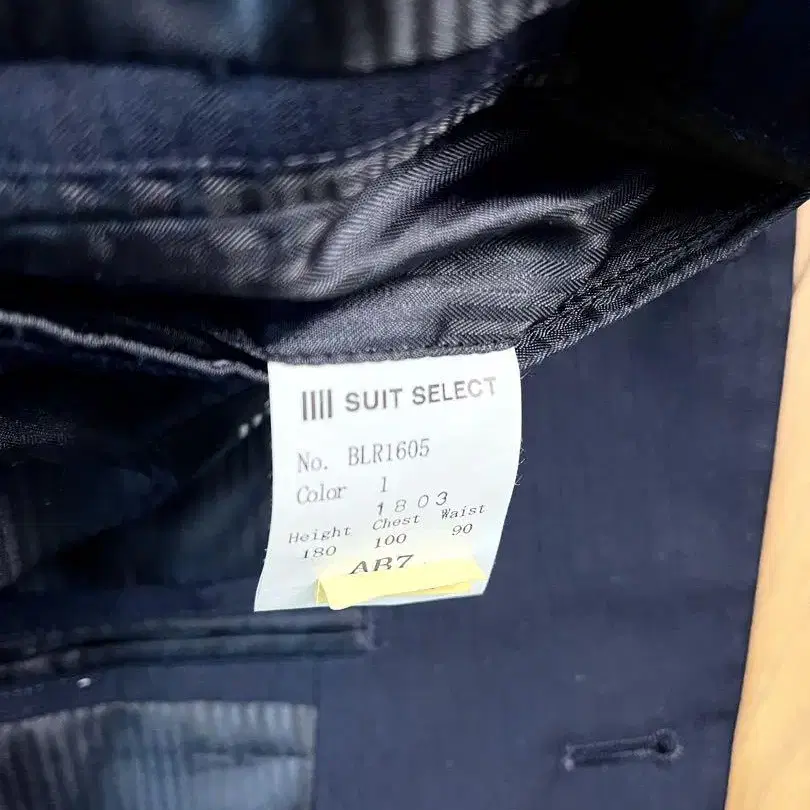 SUIT SELECT
No. BLR1605
Color 1
1803
Height Chest Waist
180 100 90
AB7